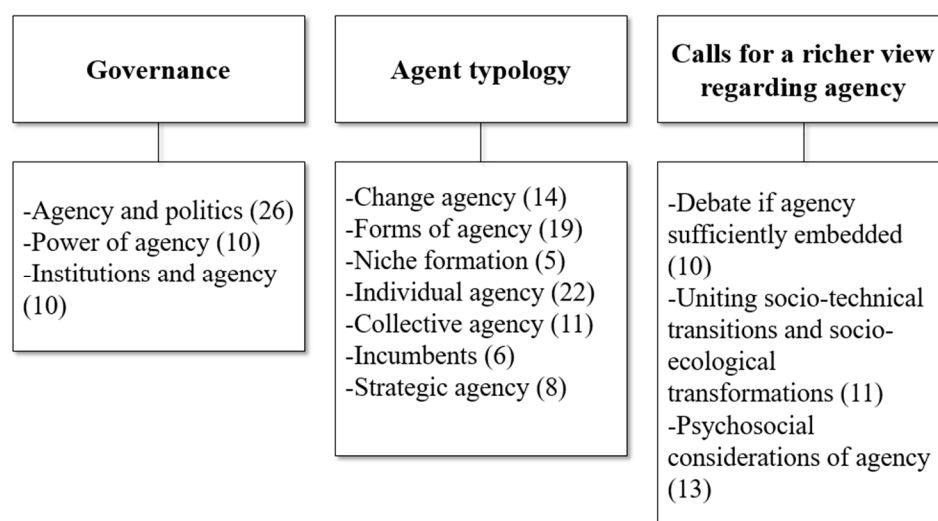 Governance
-Agency and politics (26)
-Power of agency (10)
-Institutions and agency
(10)
Agent typology
-Change agency (14)
-Forms of agency (19)
-Niche formation (5)
-Individual agency (22)
-Collective agency (11)
-Incumbents (6)
-Strategic agency (8)
Calls for a richer view
regarding agency
-Debate if agency
sufficiently embedded
(10)
-Uniting socio-technical
transitions and socio-
ecological
transformations (11)
-Psychosocial
considerations of agency
(13)